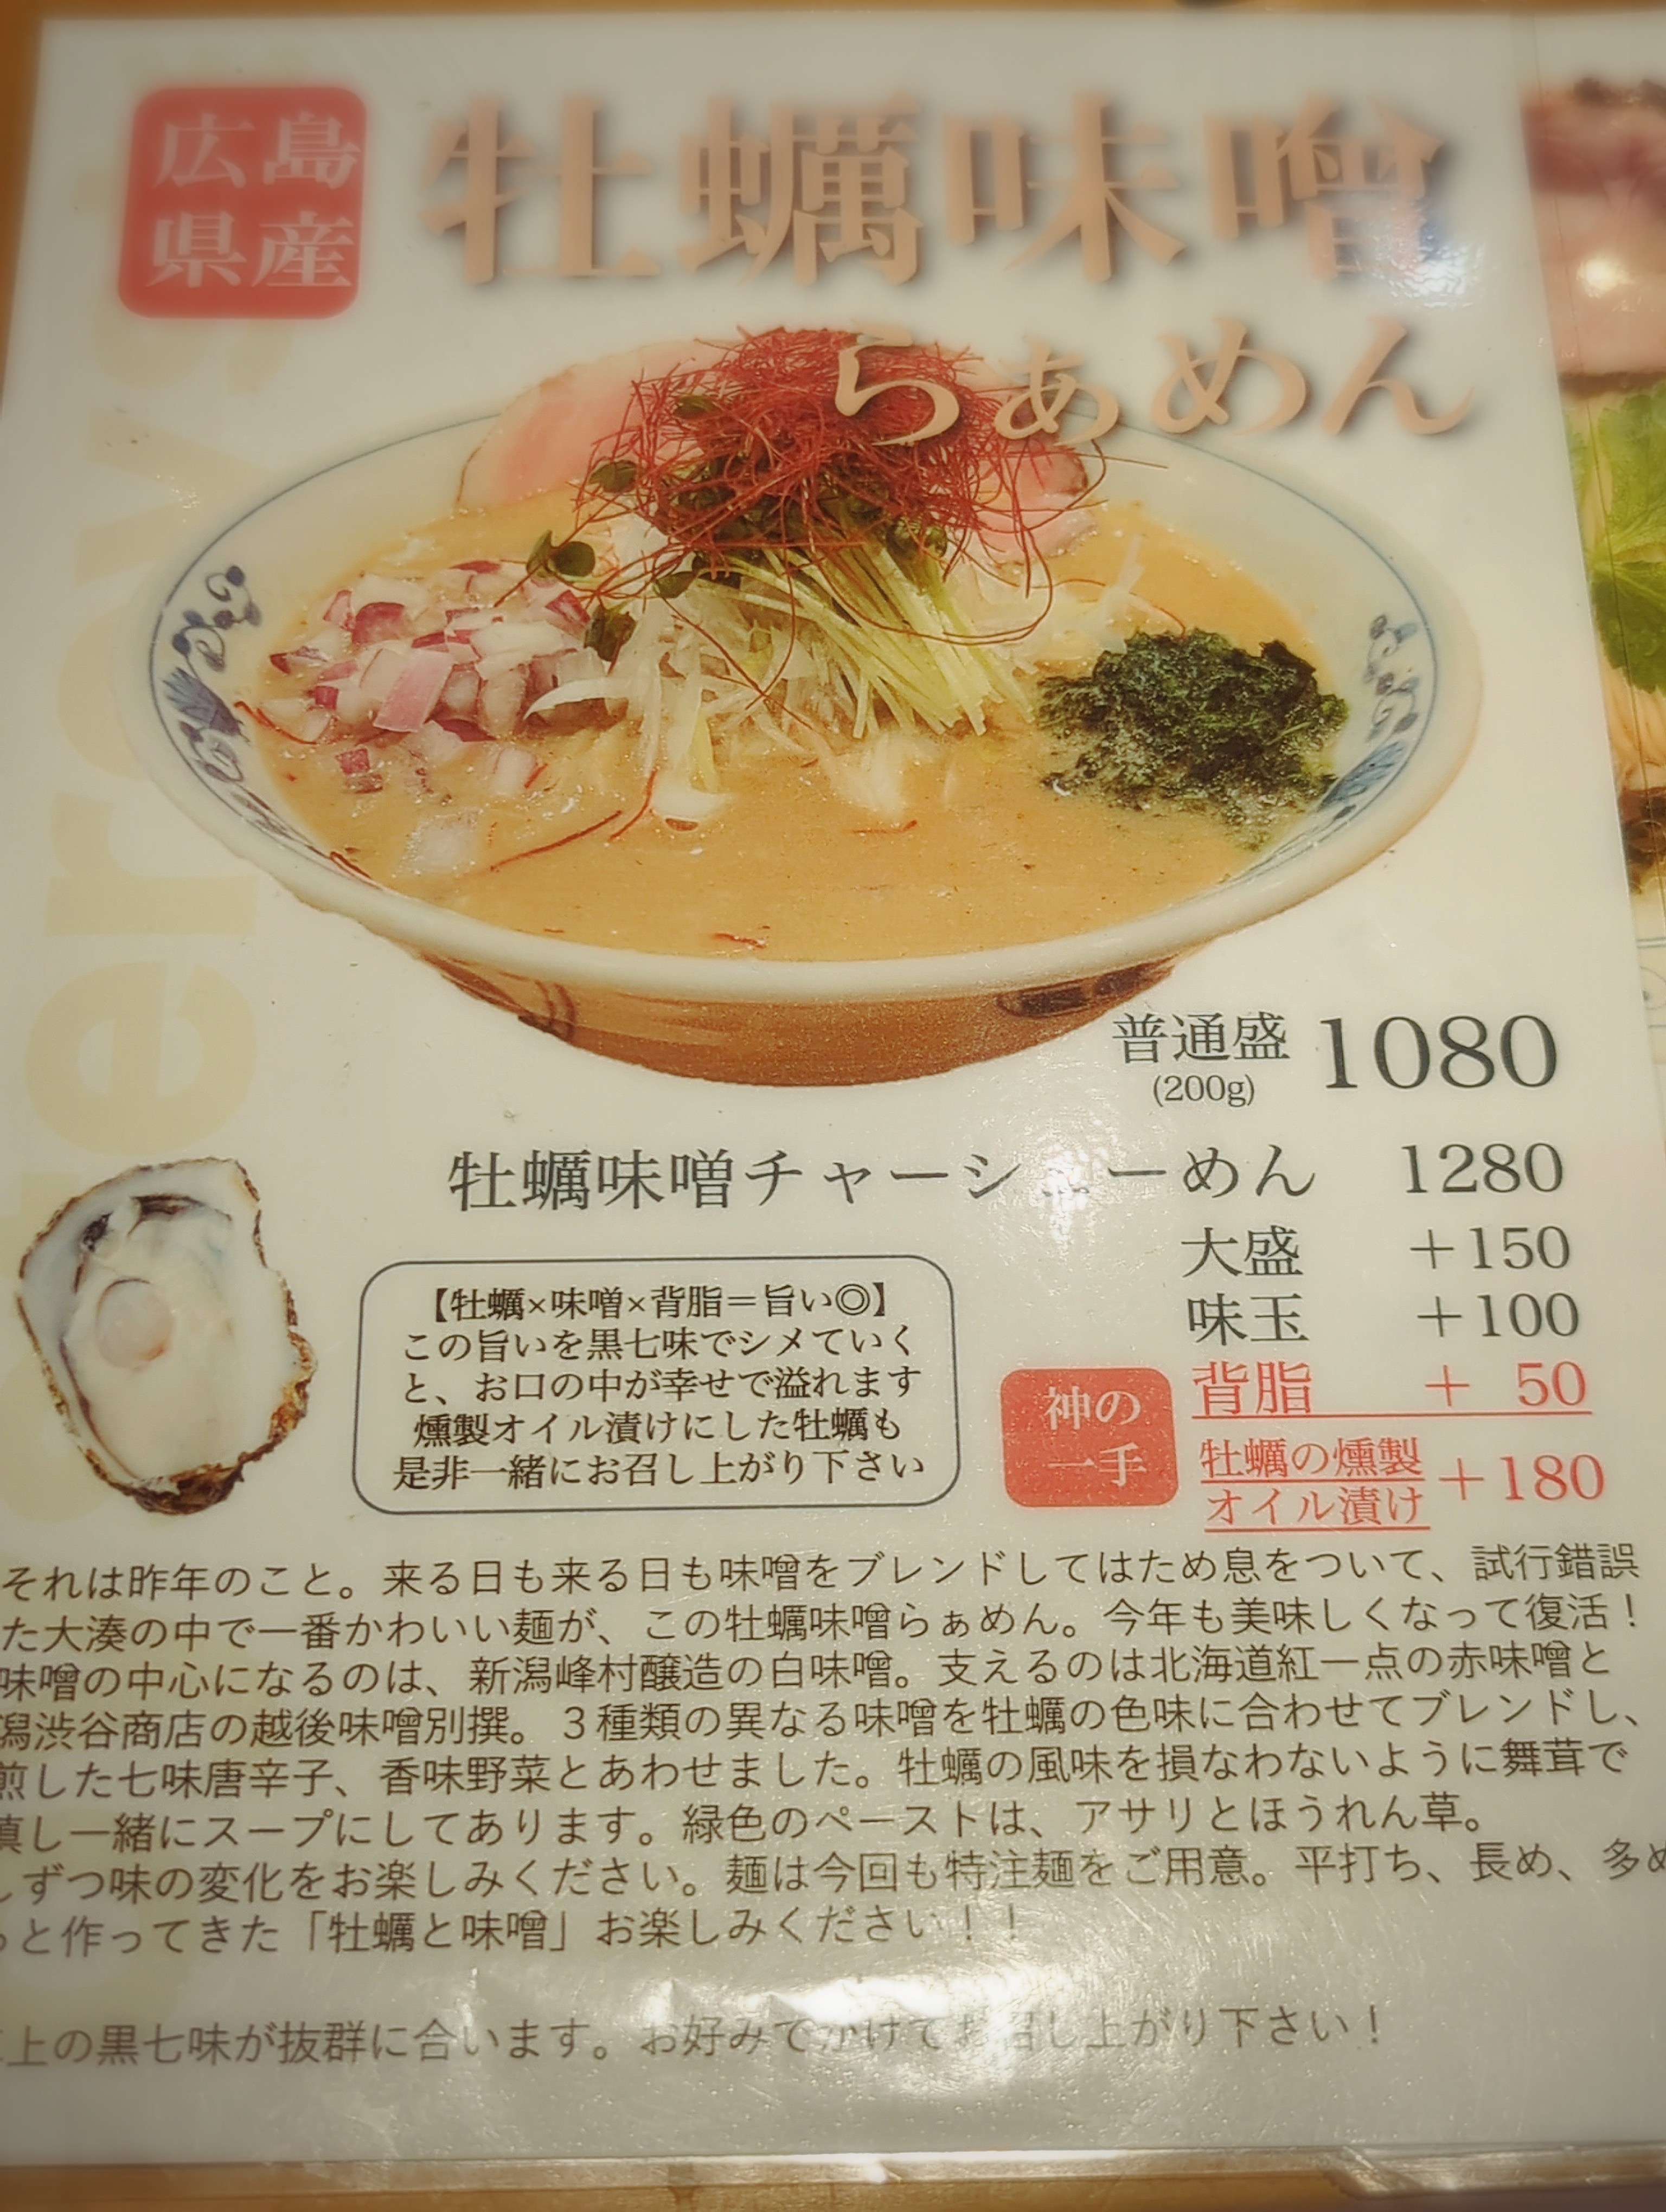 広島
県産
牡蠣味噌
らぁめん
普通盛 1080
(200g)
牡蠣味噌チャーシ ーめん 1280
大盛 +150
味玉 +100
神の
一手
背脂 + 50
牡蠣の燻製
オイル漬け +180
【牡蠣×味噌×背脂=旨い◎】
この旨いを黒七味でシメていく
と、お口の中が幸せで溢れます
燻製オイル漬けにした牡蠣も
是非一緒にお召し上がり下さい
それは昨年のこと。来る日も来る日も味噌をブレンドしてはため息をついて、試行錯誤
た大湊の中で一番かわいい麺が、この牡蠣味噌らぁめん。今年も美味しくなって復活！
味噌の中心になるのは、新潟峰村醸造の白味噌。支えるのは北海道紅一点の赤味噌と
潟渋谷商店の越後味噌別撰。３種類の異なる味噌を牡蠣の色味に合わせてブレンドし、
煎した七味唐辛子、香味野菜とあわせました。牡蠣の風味を損なわないように舞茸で
し一緒にスープにしてあります。緑色のペーストは、アサリとほうれん草。
しずつ味の変化をお楽しみください。麺は今回も特注麺をご用意。平打ち、長め、多め
っと作ってきた「牡蠣と味噌」お楽しみください！！
上の黒七味が抜群に合います。お好みでかけてお召し上がり下さい！